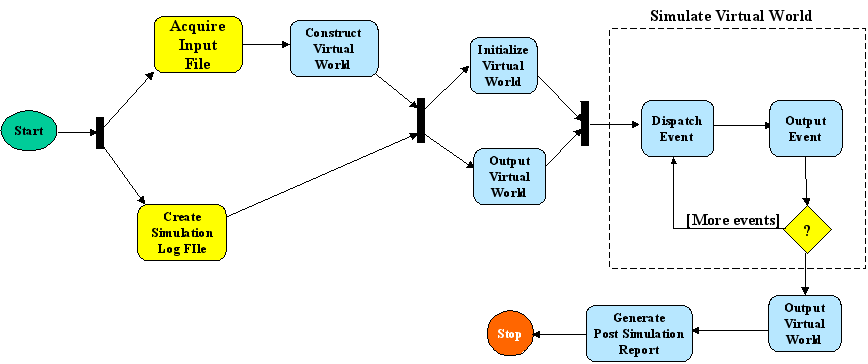 Simulate Virtual World
Acquire
Input
File
Construct
Virtual
World
Initialize
Virtual
World
Start
Dispatch
Event
Output
Event
Output
Virtual
World
Create
Simulation
Log FIle
[More events]
?
Output
Virtual
World
Generate
Post Simulation
Report
Stop